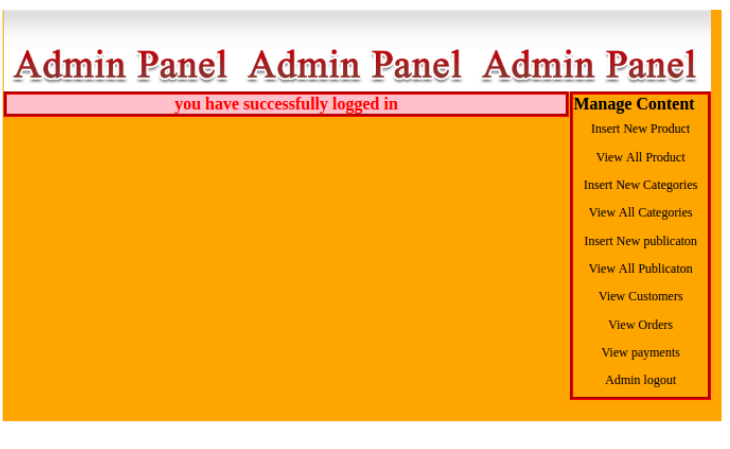 Admin Panel Admin Panel Admin Panel
you have successfully logged in
Manage Content
Insert New Product
View All Product
Insert New Categories
View All Categories
Insert New publicaton
View All Publicaton
View Customers
View Orders
View payments
Admin logout